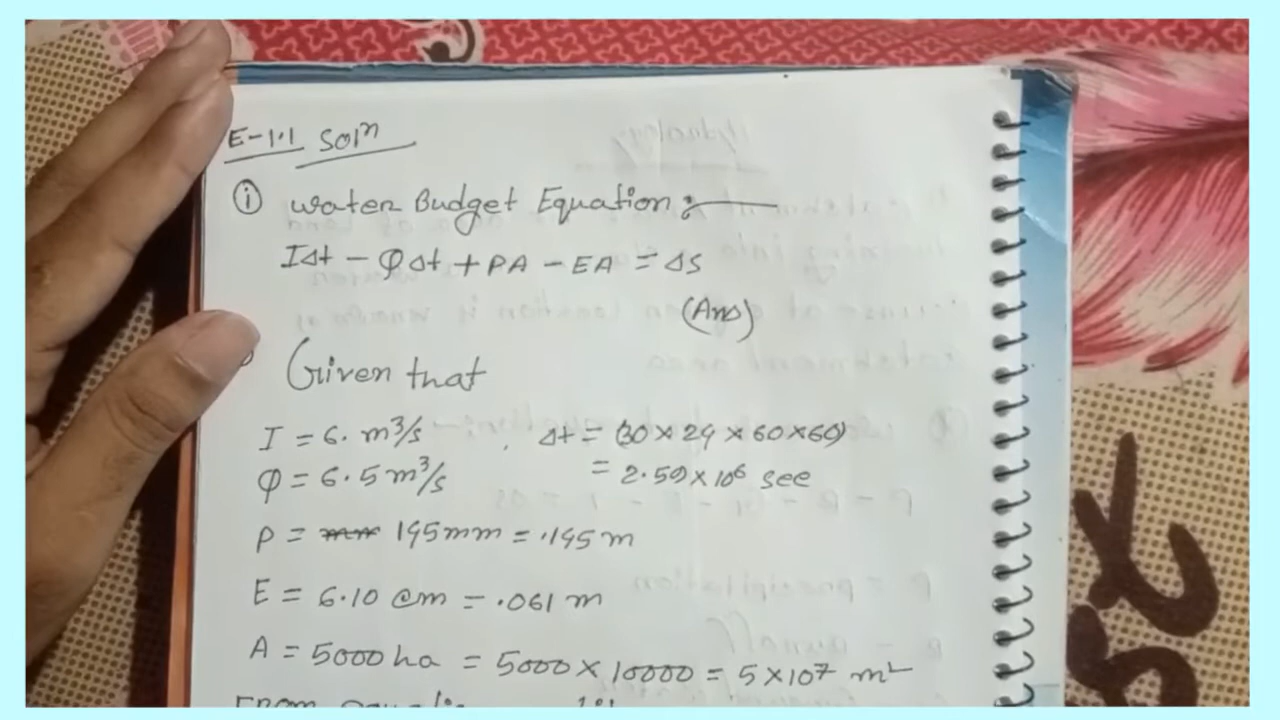 E-1.1 Soln
(i) Water Budget Equation :-
IΔt - QΔt + PA - EA = ΔS
(Ans)
Given that
I = 6. m³/s , Δt = (30 × 24 × 60×60)
Q = 6.5 m³/s = 2.59×10⁶ see
P = 145mm = .145 m
E = 6.10 cm = .061 m
A = 5000 ha = 5000 × 10000 = 5 × 10⁷ m²
From